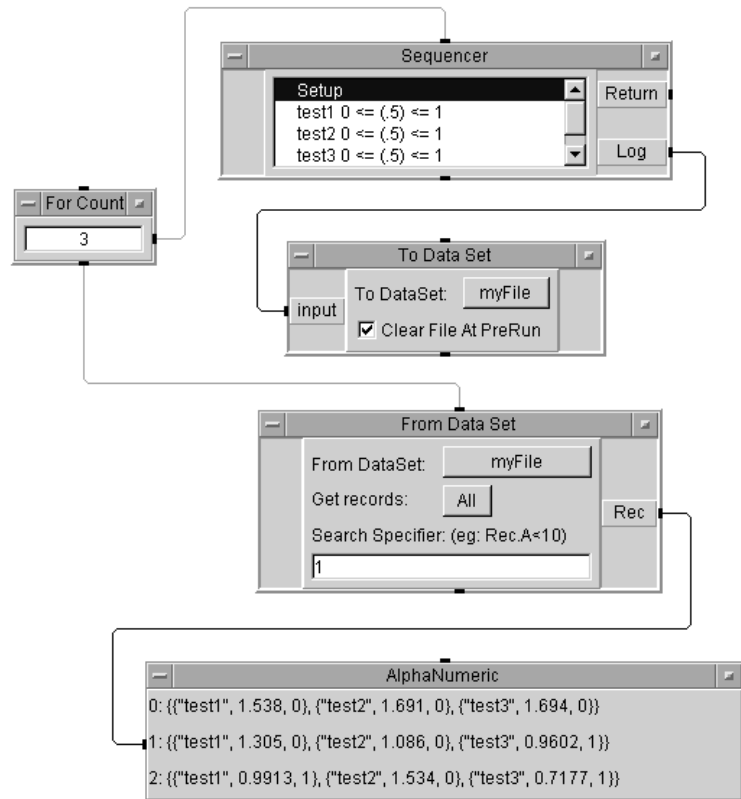 Sequencer
Setup
test1 0 <= (.5) <= 1
test2 0 <= (.5) <= 1
test3 0 <= (.5) <= 1
Return
Log
For Count
3
To Data Set
input
To DataSet: myFile
Clear File At PreRun
From Data Set
From DataSet: myFile
Get records: All
Search Specifier: (eg: Rec.A<10)
1
Rec
AlphaNumeric
0: {{"test1", 1.538, 0}, {"test2", 1.691, 0}, {"test3", 1.694, 0}}
1: {{"test1", 1.305, 0}, {"test2", 1.086, 0}, {"test3", 0.9602, 1}}
2: {{"test1", 0.9913, 1}, {"test2", 1.534, 0}, {"test3", 0.7177, 1}}